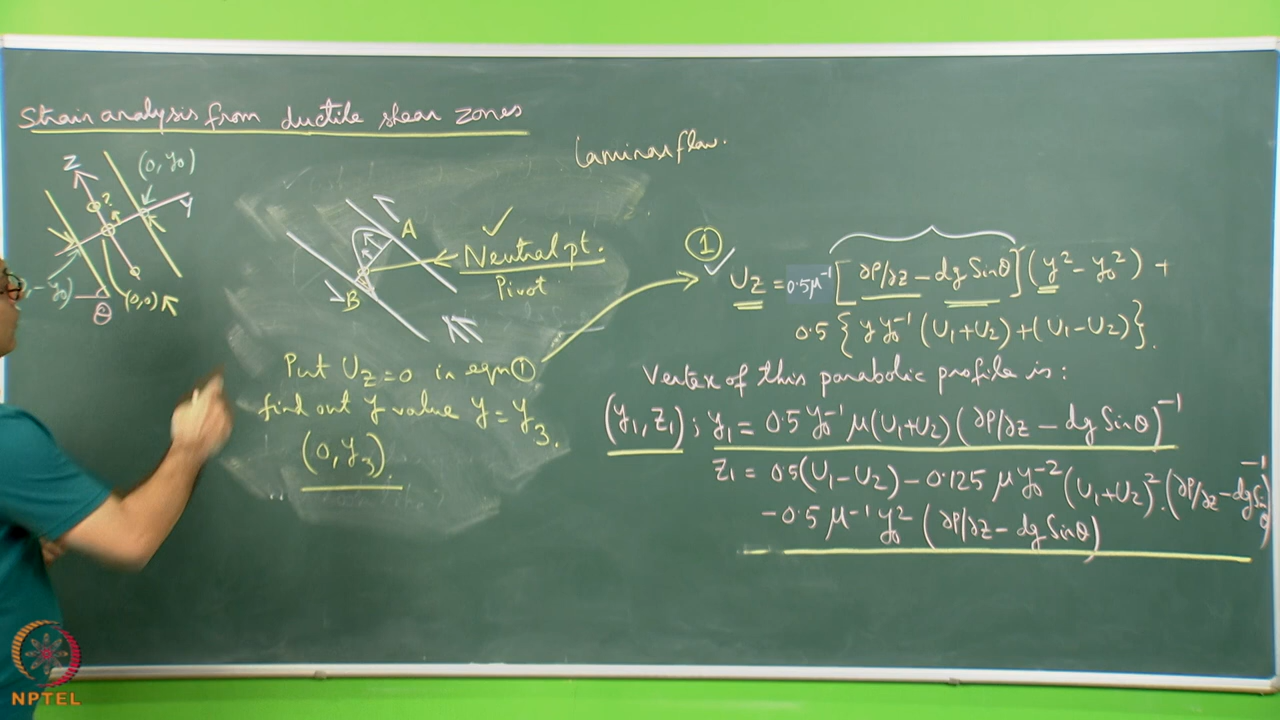 Strain analysis from ductile shear zones
Laminar flow.
Z
(0, y₀)
?
Y
-y₀)
(0,0)
θ
A
B
Neutral pt.
Pivot
Put U_Z=0 in eqn ①
find out y value y=y₃.
(0, y₃).
①
U_Z = 0.5μ⁻¹ [∂P/∂z - dg Sinθ] (y² - y₀²) +
0.5 { y y₀⁻¹ (U₁+U₂) + (U₁-U₂)}.
Vertex of this parabolic profile is:
(y₁, z₁); y₁ = 0.5 y₀⁻¹ μ(U₁+U₂) (∂P/∂z - dg Sinθ)⁻¹
z₁ = 0.5(U₁-U₂) - 0.125 μ y₀⁻² (U₁+U₂)². (∂P/∂z - dg Sinθ)⁻¹
-0.5 μ⁻¹ y₀² (∂P/∂z - dg Sinθ)
NPTEL